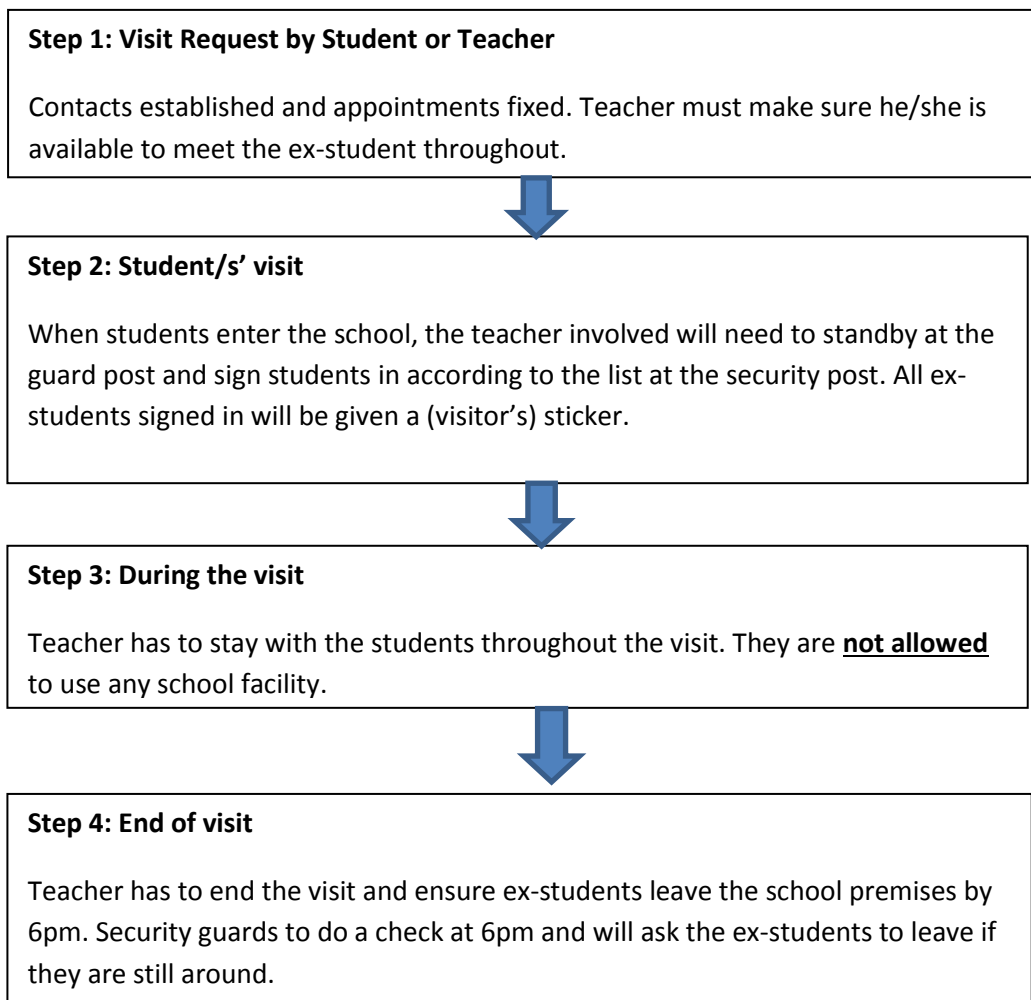 Step 1: Visit Request by Student or Teacher
Contacts established and appointments fixed. Teacher must make sure he/she is
available to meet the ex-student throughout.
Step 2: Student/s’ visit
When students enter the school, the teacher involved will need to standby at the
guard post and sign students in according to the list at the security post. All ex-
students signed in will be given a (visitor’s) sticker.
Step 3: During the visit
Teacher has to stay with the students throughout the visit. They are not allowed
to use any school facility.
Step 4: End of visit
Teacher has to end the visit and ensure ex-students leave the school premises by
6pm. Security guards to do a check at 6pm and will ask the ex-students to leave if
they are still around.